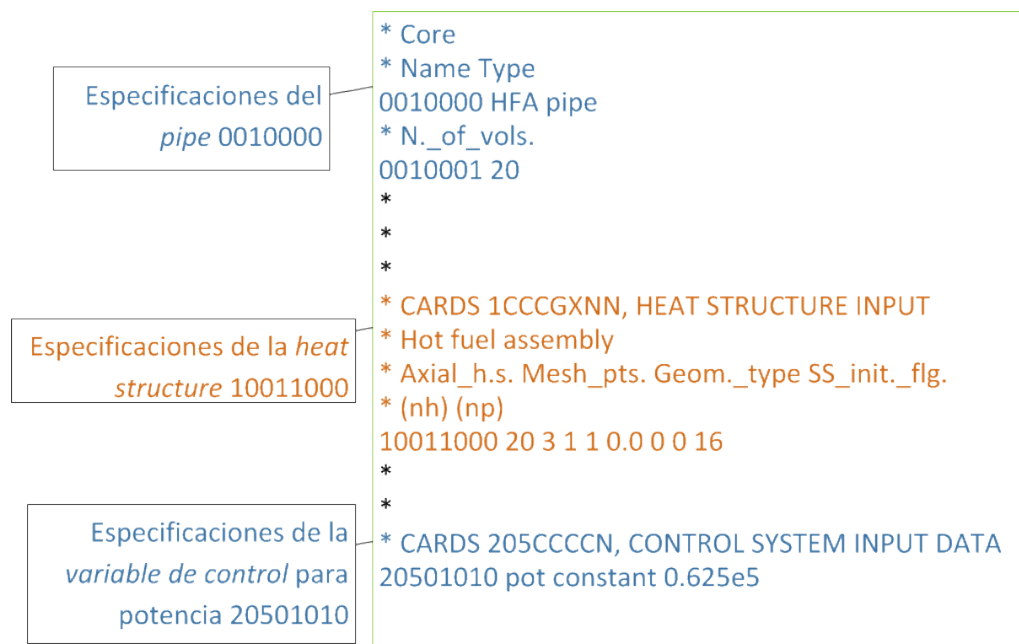 * Core
* Name Type
Especificaciones del
pipe 0010000
0010000 HFA pipe
* N._of_vols.
0010001 20
*
*
*
* CARDS 1CCCGXNN, HEAT STRUCTURE INPUT
* Hot fuel assembly
Especificaciones de la heat
structure 10011000
* Axial_h.s. Mesh_pts. Geom._type SS_init._flg.
* (nh) (np)
10011000 20 3 1 1 0.0 0 0 16
*
*
Especificaciones de la
variable de control para
potencia 20501010
* CARDS 205CCCCN, CONTROL SYSTEM INPUT DATA
20501010 pot constant 0.625e5